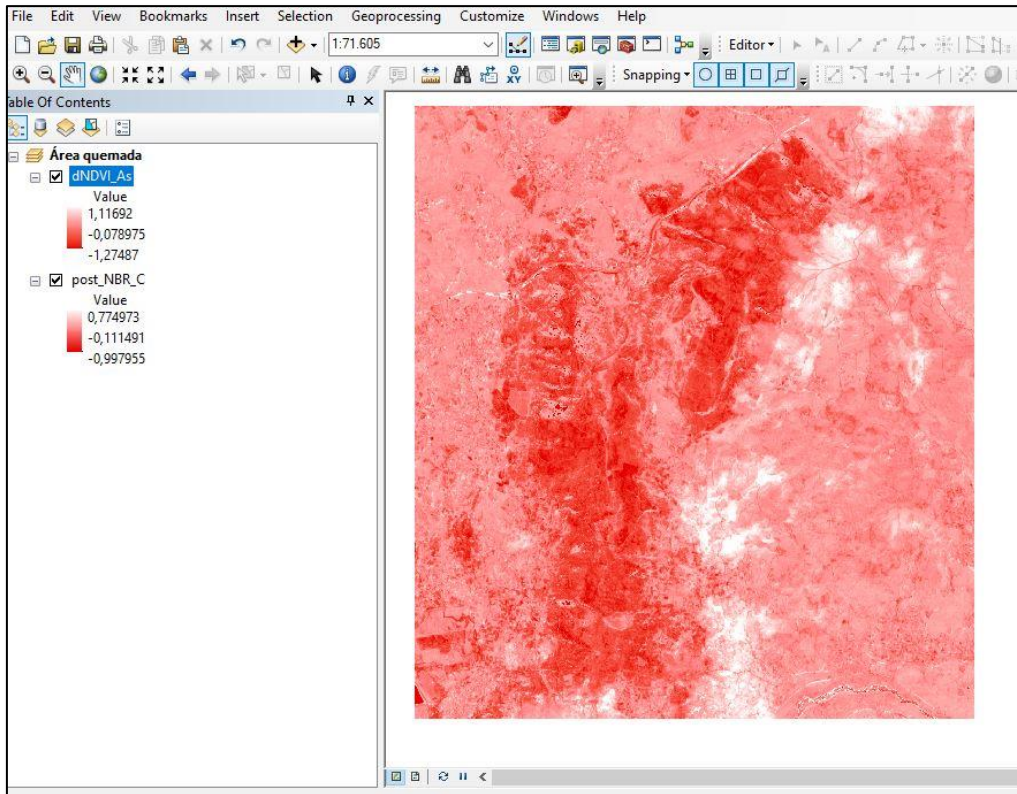 File Edit View Bookmarks Insert Selection Geoprocessing Customize Windows Help
1:71.605 Editor
Snapping
Table Of Contents
Área quemada
dNDVI_As
Value
1,11692
-0,078975
-1,27487
post_NBR_C
Value
0,774973
-0,111491
-0,997955